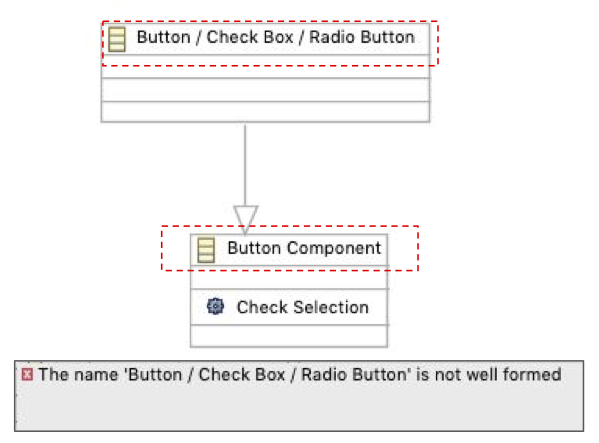 Button / Check Box / Radio Button
Button Component
Check Selection
The name 'Button / Check Box / Radio Button' is not well formed